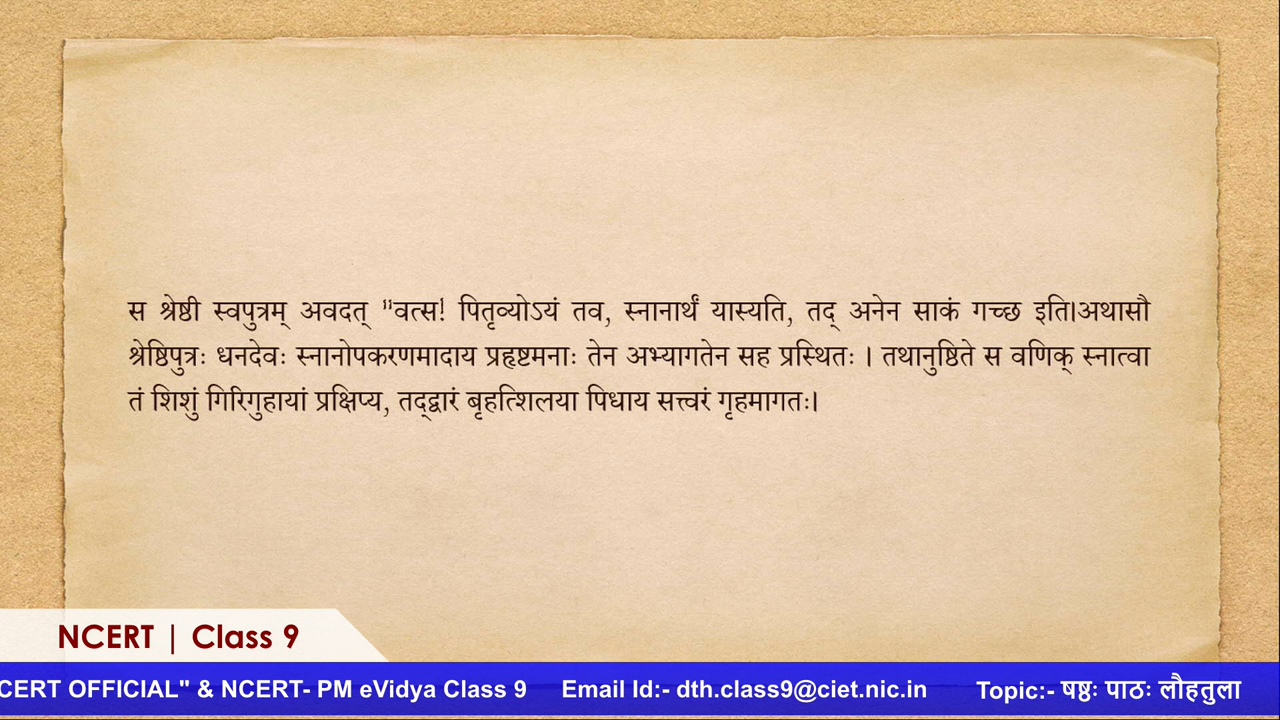 स श्रेष्ठी स्वपुत्रम् अवदत् "वत्स! पितृव्योऽयं तव, स्नानार्थं यास्यति, तद् अनेन साकं गच्छ इति।अथासौ
श्रेष्ठिपुत्रः धनदेवः स्नानोपकरणमादाय प्रहृष्टमनाः तेन अभ्यागतेन सह प्रस्थितः । तथानुष्ठिते स वणिक् स्नात्वा
तं शिशुं गिरिगुहायां प्रक्षिप्य, तद्द्वारं बृहत्शिलया पिधाय सत्त्वरं गृहमागतः।
NCERT | Class 9
CERT OFFICIAL" & NCERT- PM eVidya Class 9 Email Id:- dth.class9@ciet.nic.in Topic:- षष्ठः पाठः लौहतुला